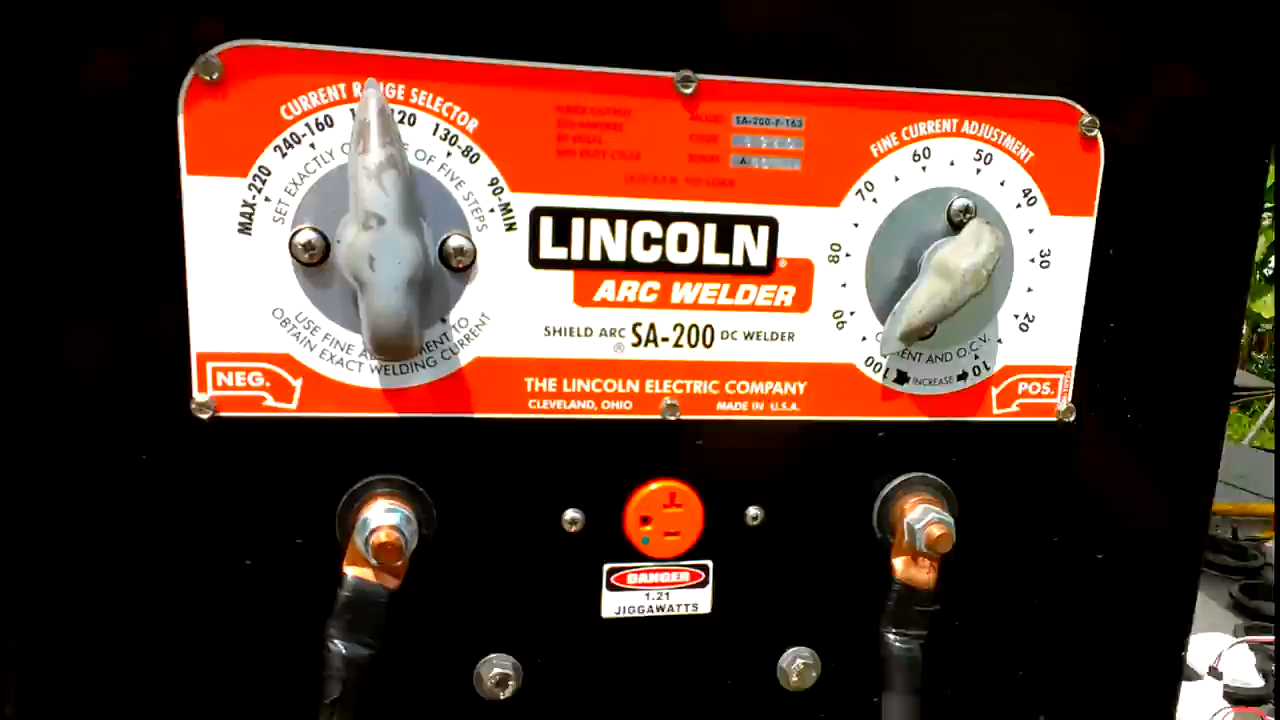 CURRENT RANGE SELECTOR
MAX-220
240-160
120
130-80
90-MIN
SET EXACTLY OF FIVE STEPS
USE FINE TO
OBTAIN EXACT WELDING CURRENT
MODEL SA-200-F-163
CODE
SERIAL A
LINCOLN
ARC WELDER
SHIELD ARC ® SA-200 DC WELDER
THE LINCOLN ELECTRIC COMPANY
CLEVELAND, OHIO MADE IN U.S.A.
NEG.
FINE CURRENT ADJUSTMENT
100
90
80
70
60
50
40
30
20
10
AND O.C.V.
INCREASE
POS.
DANGER
1.21
JIGGAWATTS